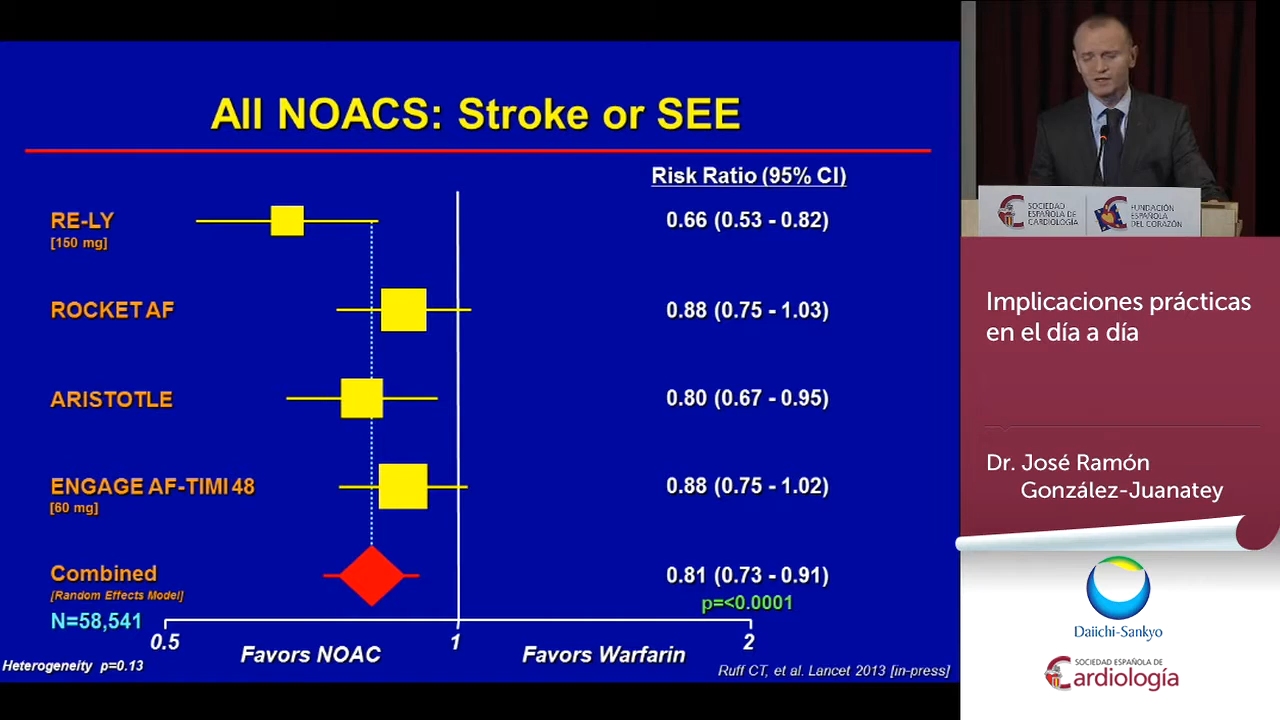 All NOACS: Stroke or SEE
Risk Ratio (95% CI)
RE-LY
[150 mg]
0.66 (0.53 - 0.82)
ROCKET AF
0.88 (0.75 - 1.03)
ARISTOTLE
0.80 (0.67 - 0.95)
ENGAGE AF-TIMI 48
[60 mg]
0.88 (0.75 - 1.02)
Combined
[Random Effects Model]
0.81 (0.73 - 0.91)
p=<0.0001
N=58,541
0.5
1
2
Favors NOAC
Favors Warfarin
Heterogeneity p=0.13
Ruff CT, et al. Lancet 2013 [in-press]
SOCIEDAD
ESPAÑOLA DE
CARDIOLOGÍA
FUNDACIÓN
ESPAÑOLA
DEL CORAZÓN
Implicaciones prácticas
en el día a día
Dr. José Ramón
González-Juanatey
Daiichi-Sankyo
SOCIEDAD ESPAÑOLA DE
Cardiología